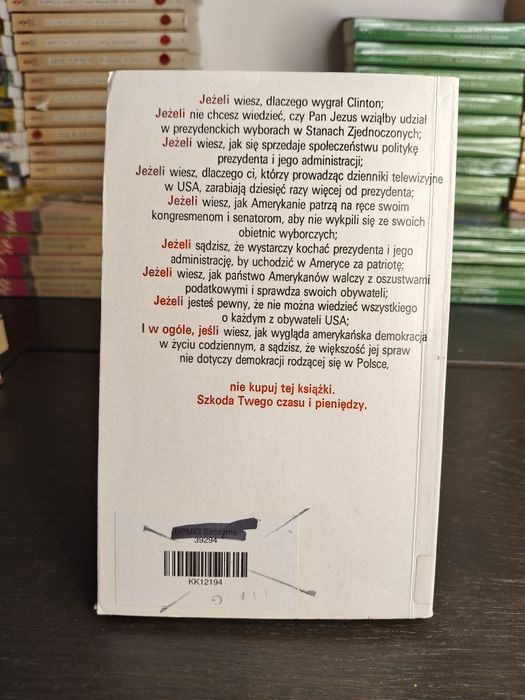 Jeżeli wiesz, dlaczego wygrał Clinton;
Jeżeli nie chcesz wiedzieć, czy Pan Jezus wziąłby udział
w prezydenckich wyborach w Stanach Zjednoczonych;
Jeżeli wiesz, jak się sprzedaje społeczeństwu politykę
prezydenta i jego administracji;
Jeżeli wiesz, dlaczego ci, którzy prowadząc dzienniki telewizyjne
w USA, zarabiają dziesięć razy więcej od prezydenta;
Jeżeli wiesz, jak Amerykanie patrzą na ręce swoim
kongresmenom i senatorom, aby nie wykpili się ze swoich
obietnic wyborczych;
Jeżeli sądzisz, że wystarczy kochać prezydenta i jego
administrację, by uchodzić w Ameryce za patriotę;
Jeżeli wiesz, jak państwo Amerykanów walczy z oszustwami
podatkowymi i sprawdza swoich obywateli;
Jeżeli jesteś pewny, że nie można wiedzieć wszystkiego
o każdym z obywateli USA;
I w ogóle, jeśli wiesz, jak wygląda amerykańska demokracja
w życiu codziennym, a sądzisz, że większość jej spraw
nie dotyczy demokracji rodzącej się w Polsce,
nie kupuj tej książki.
Szkoda Twego czasu i pieniędzy.
39294
KK12194